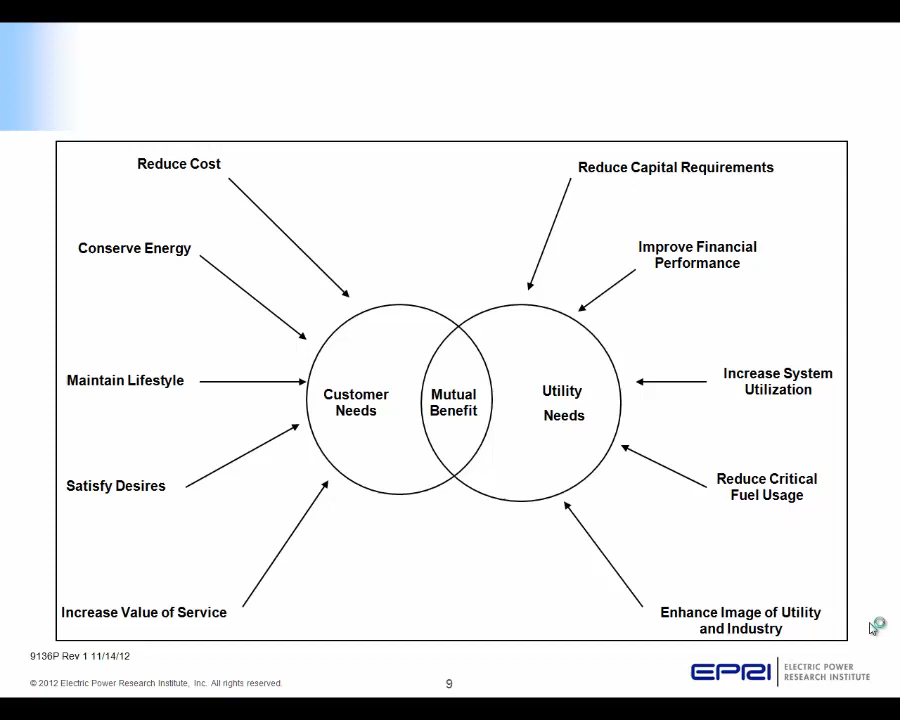 Reduce Cost
Reduce Capital Requirements
Conserve Energy
Improve Financial
Performance
Maintain Lifestyle
Increase System
Utilization
Customer
Needs
Mutual
Benefit
Utility
Needs
Satisfy Desires
Reduce Critical
Fuel Usage
Increase Value of Service
Enhance Image of Utility
and Industry
9136P Rev 1 11/14/12
© 2012 Electric Power Research Institute, Inc. All rights reserved.
9
EPRI
ELECTRIC POWER
RESEARCH INSTITUTE